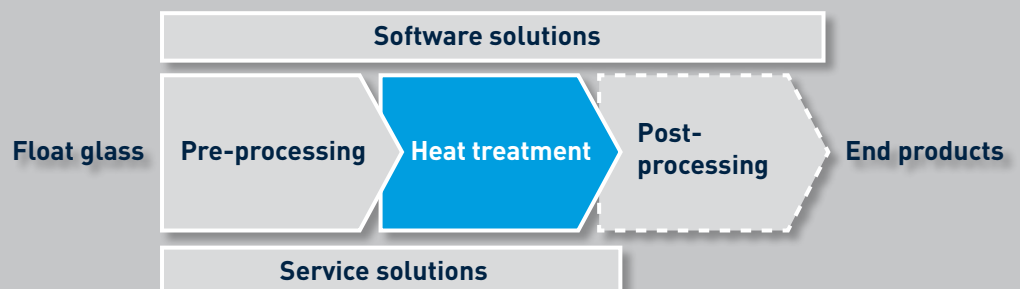 Software solutions
Float glass
Pre-processing
Heat treatment
Post-
processing
End products
Service solutions